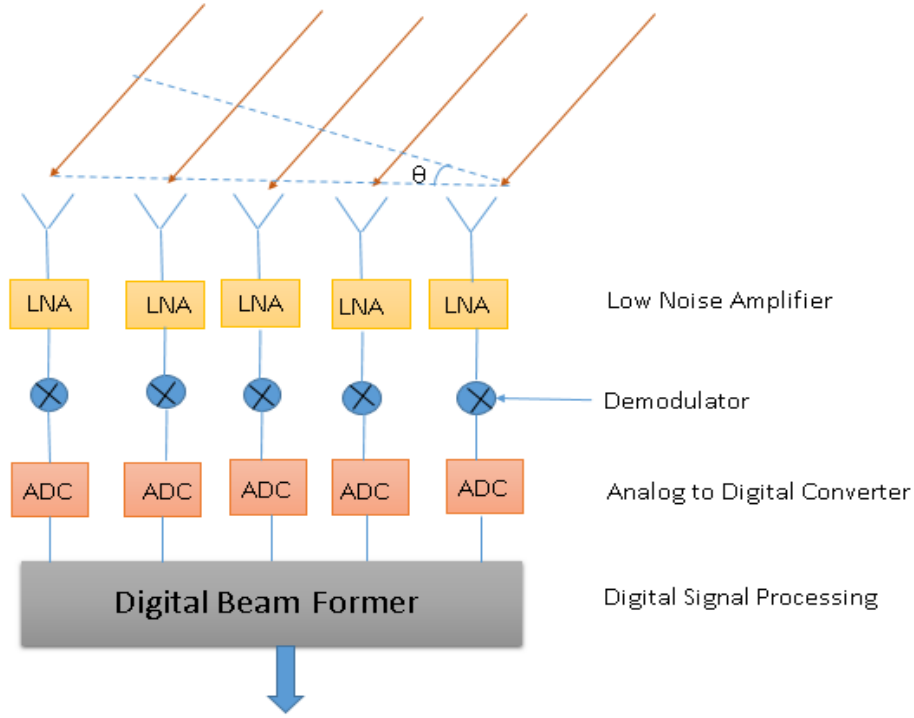 θ
LNA LNA LNA LNA LNA Low Noise Amplifier
Demodulator
ADC ADC ADC ADC ADC Analog to Digital Converter
Digital Beam Former Digital Signal Processing